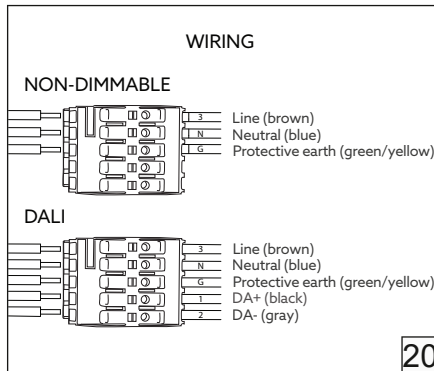 WIRING
NON-DIMMABLE
3 Line (brown)
N Neutral (blue)
G Protective earth (green/yellow)
DALI
3 Line (brown)
N Neutral (blue)
G Protective earth (green/yellow)
1 DA+ (black)
2 DA- (gray)
20